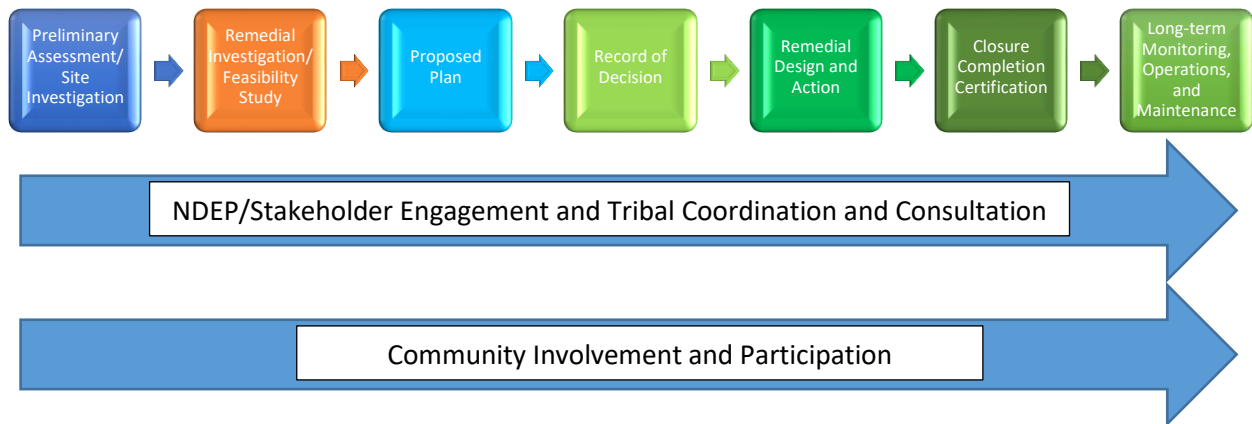 Preliminary
Assessment/
Site
Investigation
Remedial
Investigation/
Feasibility
Study
Proposed
Plan
Record of
Decision
Remedial
Design and
Action
Closure
Completion
Certification
Long-term
Monitoring,
Operations,
and
Maintenance
NDEP/Stakeholder Engagement and Tribal Coordination and Consultation
Community Involvement and Participation